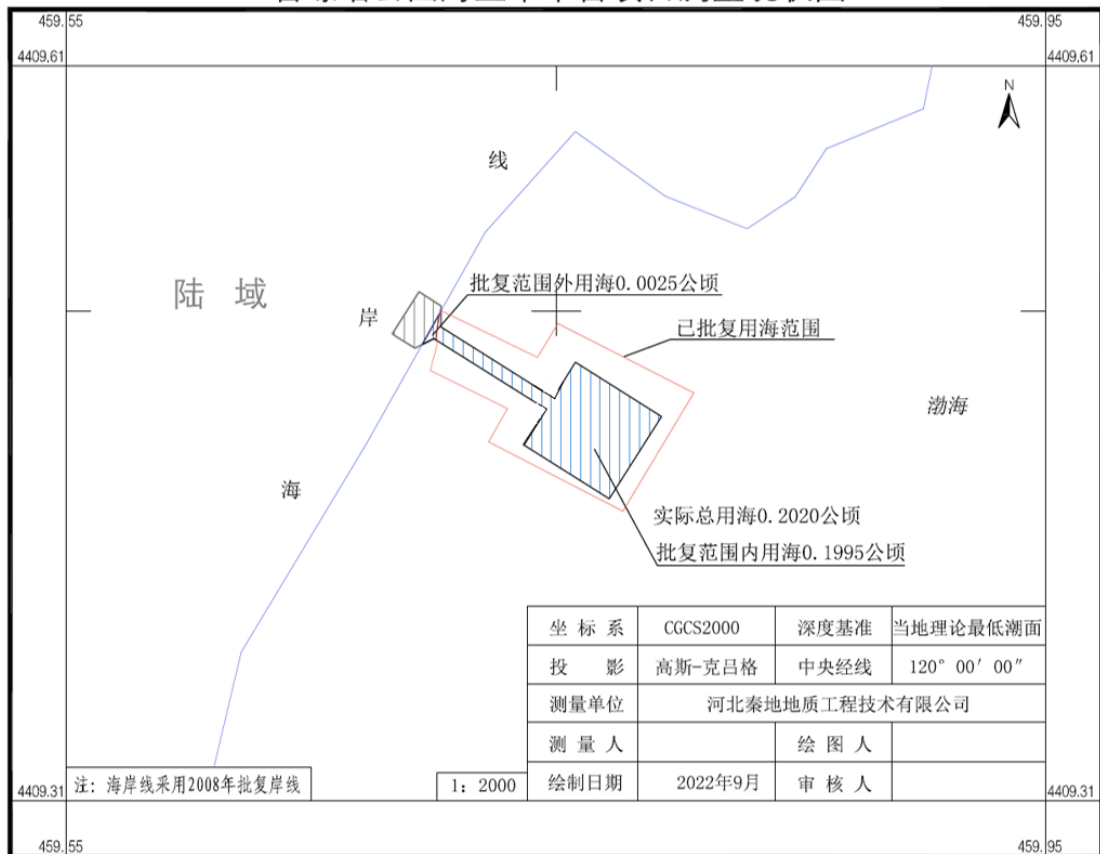 459.55 459.95
4409.61 4409.61
N
线
陆 域
批复范围外用海0.0025公顷
岸
已批复用海范围
渤海
海
实际总用海0.2020公顷
批复范围内用海0.1995公顷
坐 标 系 CGCS2000 深度基准 当地理论最低潮面
投 影 高斯-克吕格 中央经线 120° 00′ 00″
测量单位 河北秦地地质工程技术有限公司
测 量 人 绘 图 人
注: 海岸线采用2008年批复岸线 1: 2000 绘制日期 2022年9月 审 核 人
4409.31 4409.31
459.55 459.95